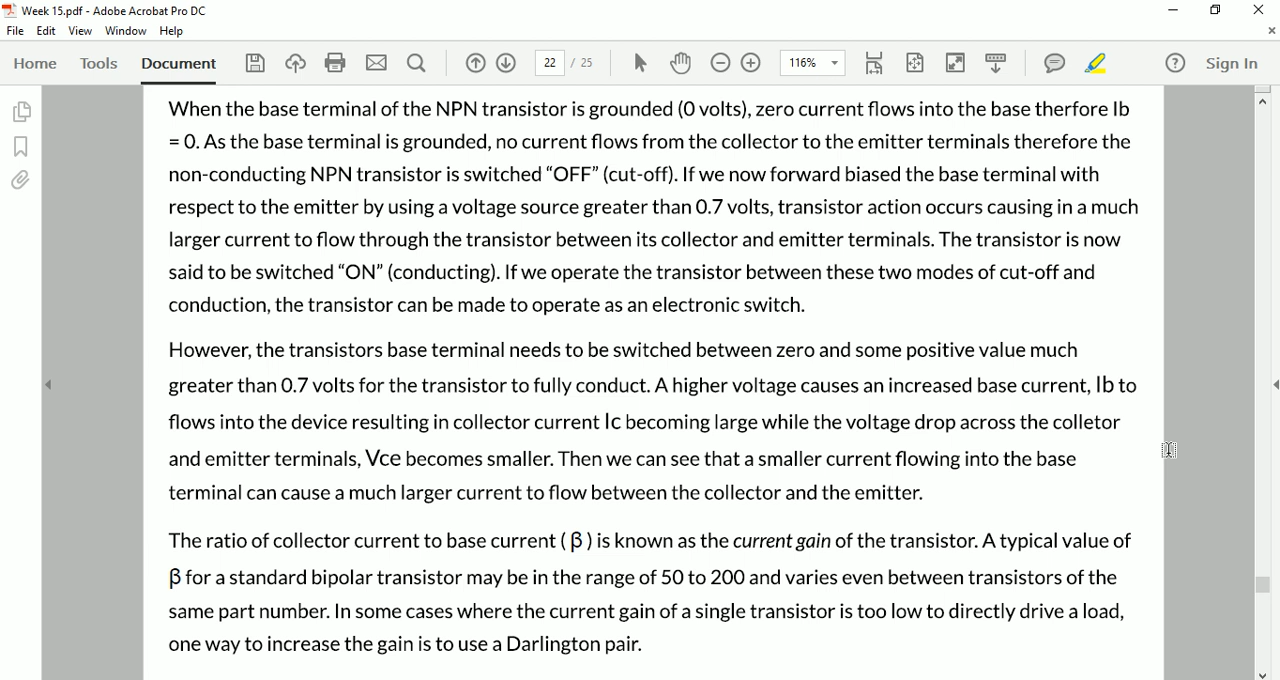 Week 15.pdf - Adobe Acrobat Pro DC
File Edit View Window Help
Home Tools Document 22 / 25 116% Sign In
When the base terminal of the NPN transistor is grounded (0 volts), zero current flows into the base therfore Ib
= 0. As the base terminal is grounded, no current flows from the collector to the emitter terminals therefore the
non-conducting NPN transistor is switched “OFF” (cut-off). If we now forward biased the base terminal with
respect to the emitter by using a voltage source greater than 0.7 volts, transistor action occurs causing in a much
larger current to flow through the transistor between its collector and emitter terminals. The transistor is now
said to be switched “ON” (conducting). If we operate the transistor between these two modes of cut-off and
conduction, the transistor can be made to operate as an electronic switch.
However, the transistors base terminal needs to be switched between zero and some positive value much
greater than 0.7 volts for the transistor to fully conduct. A higher voltage causes an increased base current, Ib to
flows into the device resulting in collector current Ic becoming large while the voltage drop across the colletor
and emitter terminals, Vce becomes smaller. Then we can see that a smaller current flowing into the base
terminal can cause a much larger current to flow between the collector and the emitter.
The ratio of collector current to base current ( β ) is known as the current gain of the transistor. A typical value of
β for a standard bipolar transistor may be in the range of 50 to 200 and varies even between transistors of the
same part number. In some cases where the current gain of a single transistor is too low to directly drive a load,
one way to increase the gain is to use a Darlington pair.